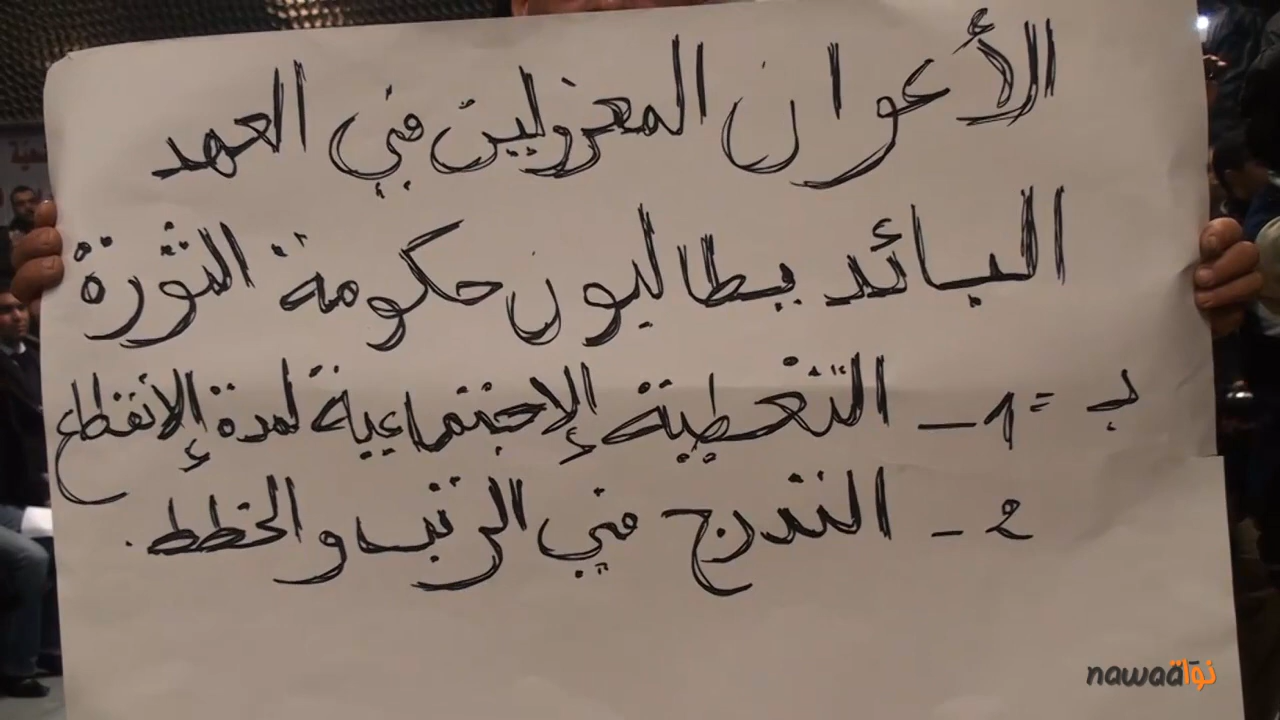 الأعوان المعزولين في العهد
البائد يطالبون حكومة الثورة
بـ = 1 - التغطية الإجتماعية لمدة الإنقطاع
2 - التدرج في الرتب والخطط.
nawaat نواة